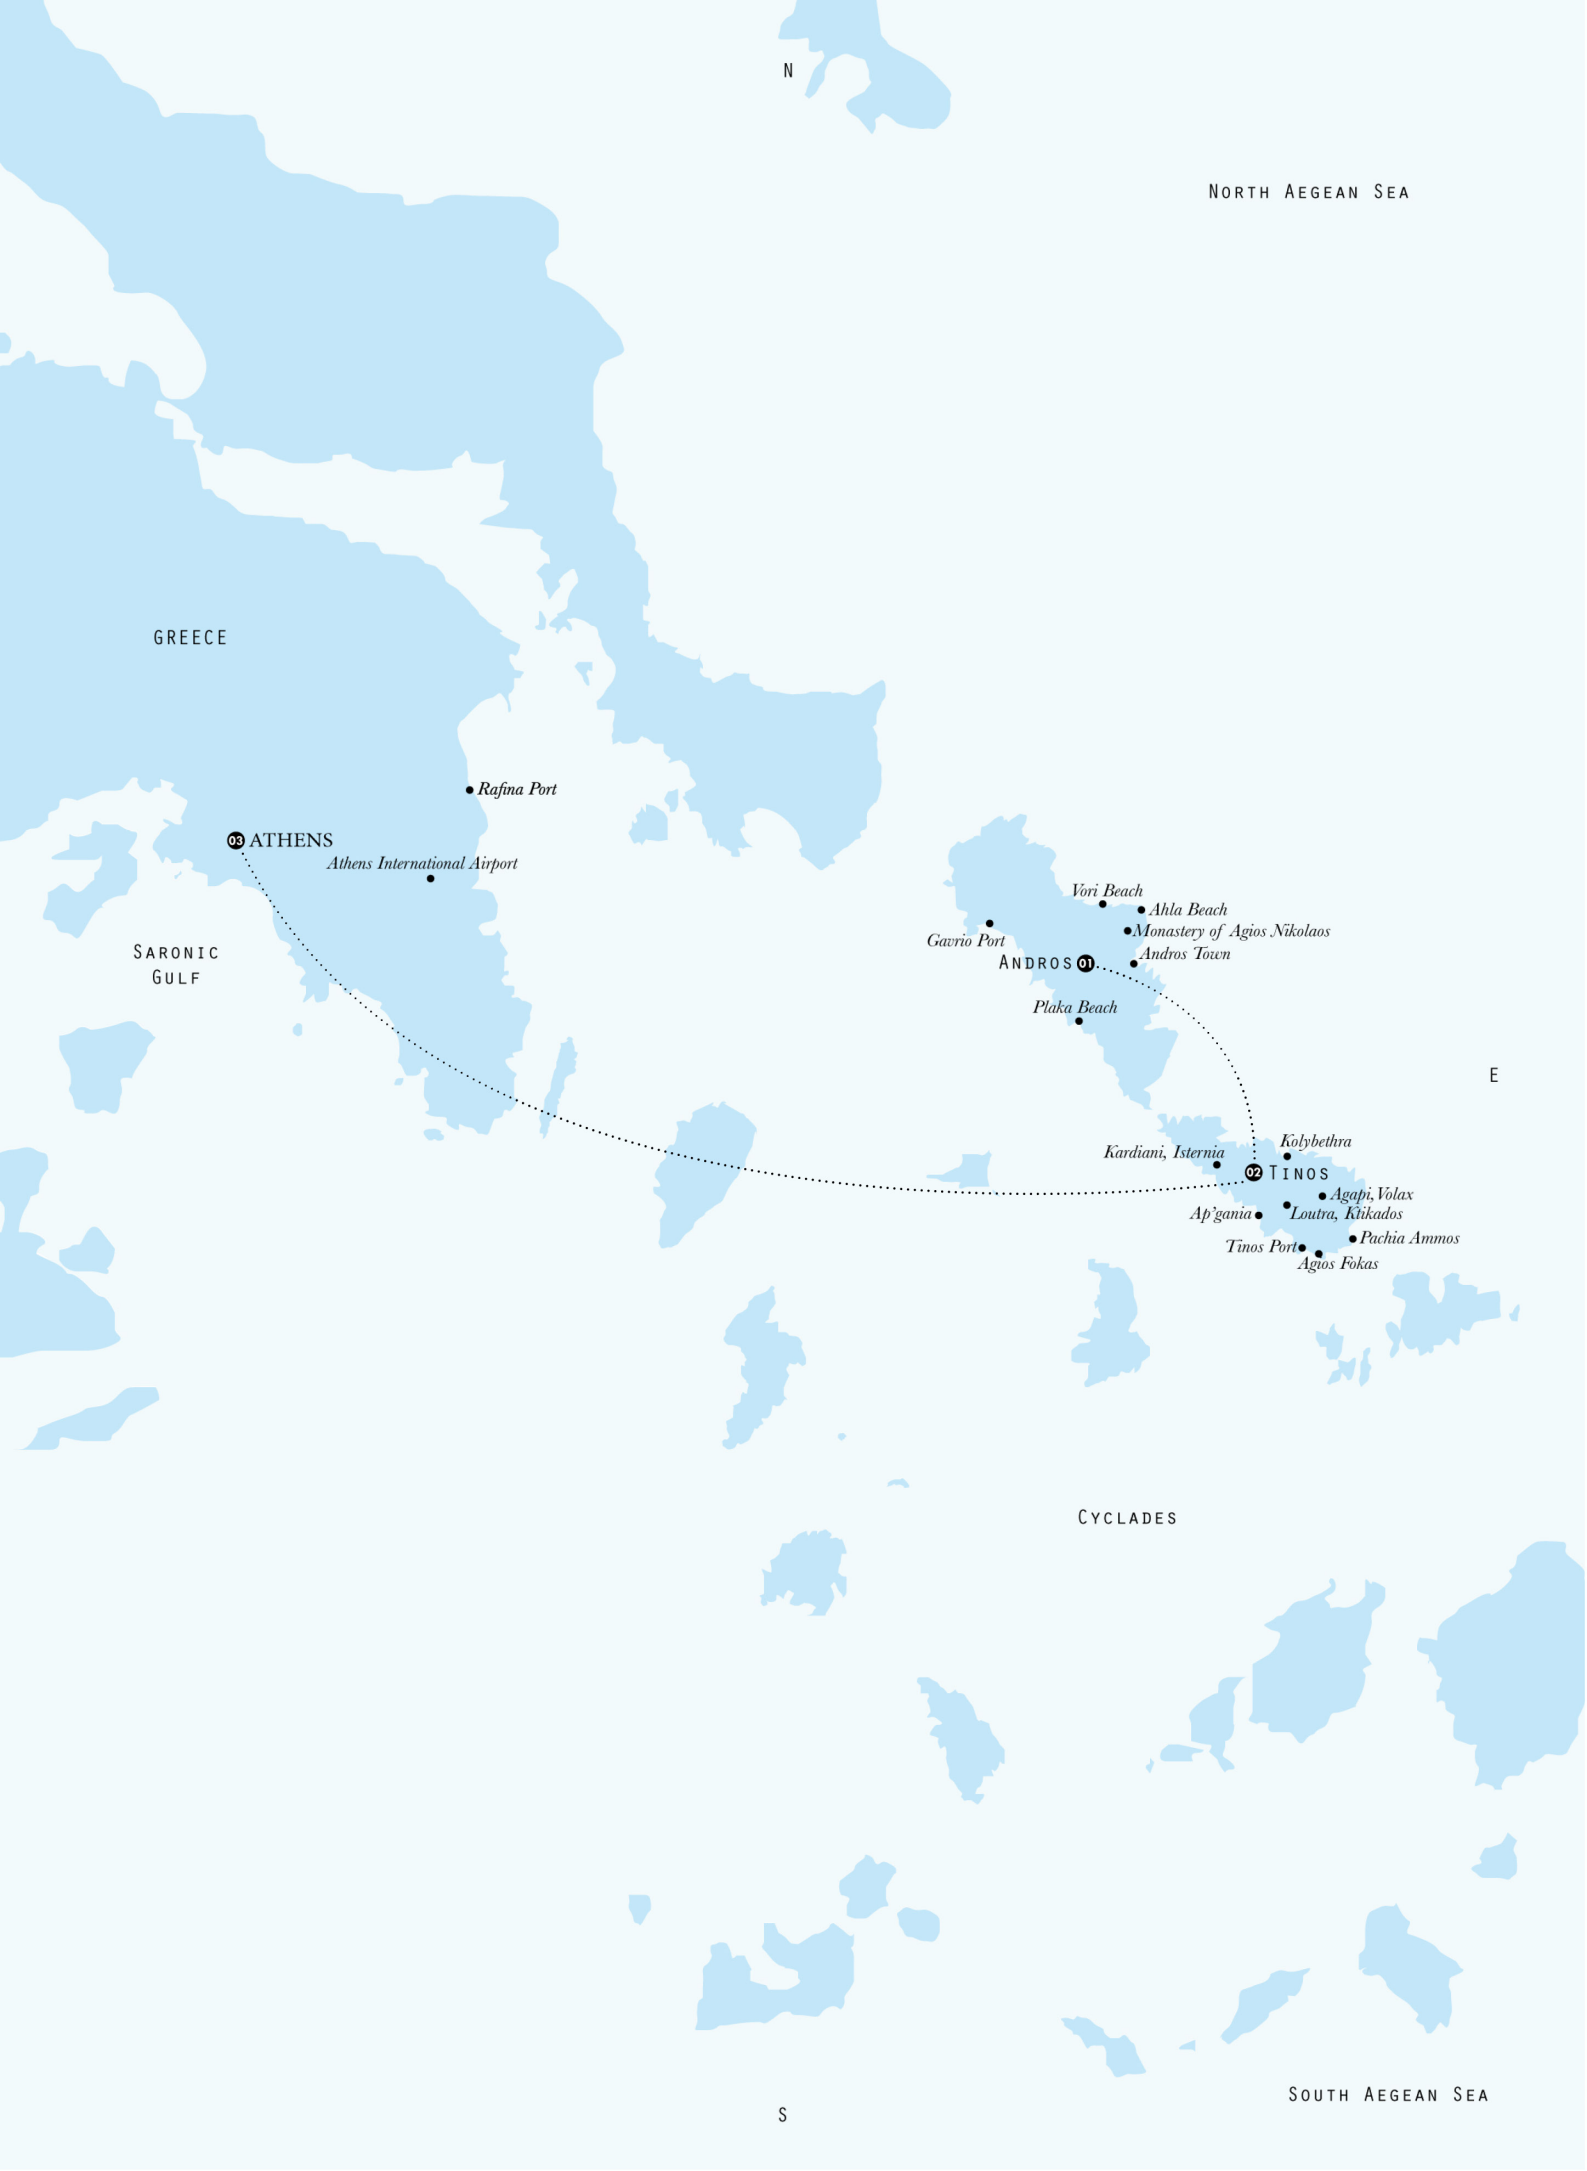 N
North Aegean Sea
GREECE
Rafina Port
03 ATHENS
Athens International Airport
Saronic
Gulf
Vori Beach
Ahla Beach
Gavrio Port
Monastery of Agios Nikolaos
Andros 01
Andros Town
Plaka Beach
E
Kolybethra
Kardiani, Isternia
02 Tinos
Agapi, Volax
Ap'gania
Loutra, Ktikados
Tinos Port
Pachia Ammos
Agios Fokas
Cyclades
South Aegean Sea
S